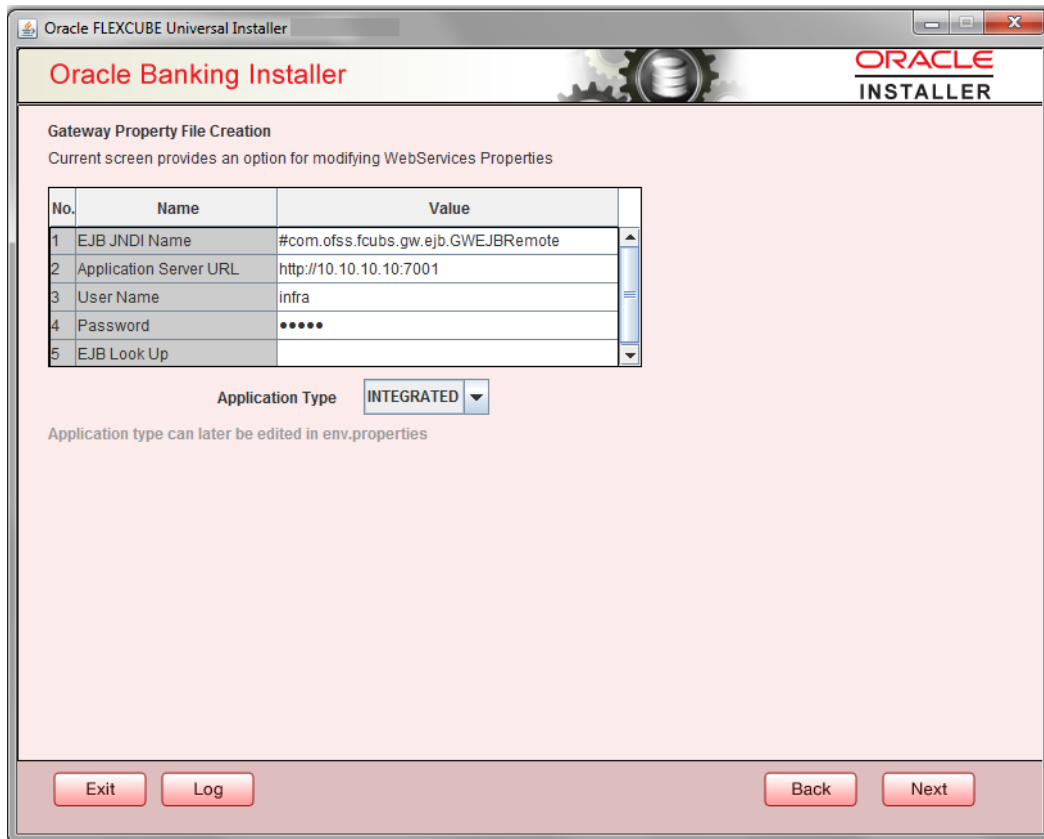 Oracle FLEXCUBE Universal Installer
Oracle Banking Installer
ORACLE
INSTALLER
Gateway Property File Creation
Current screen provides an option for modifying WebServices Properties
No. Name Value
1 EJB JNDI Name #com.ofss.fcubs.gw.ejb.GWEJBRemote
2 Application Server URL http://10.10.10.10:7001
3 User Name infra
4 Password •••••
5 EJB Look Up
Application Type INTEGRATED
Application type can later be edited in env.properties
Exit Log Back Next